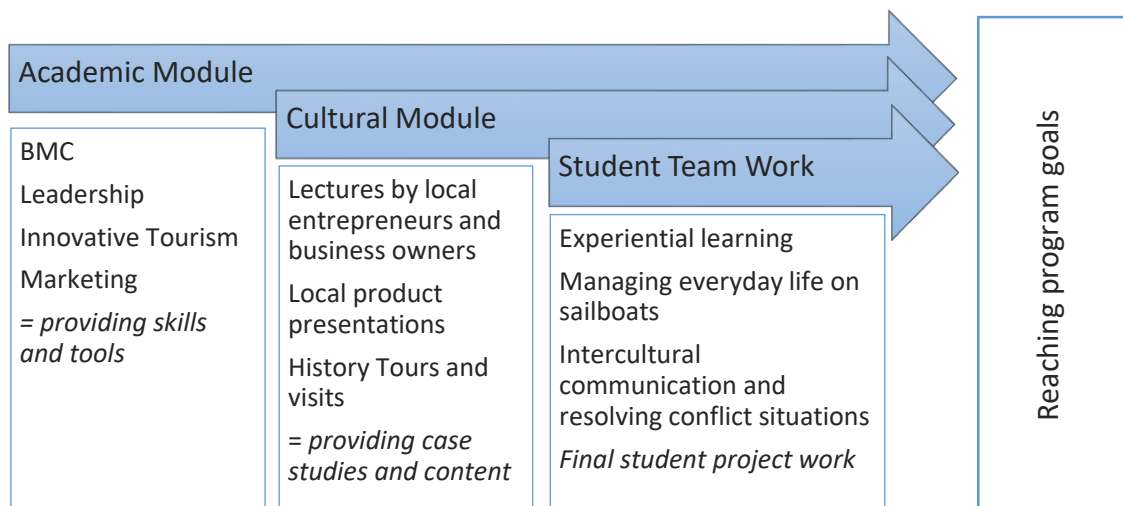 Academic Module
BMC
Leadership
Innovative Tourism
Marketing
= providing skills
and tools
Cultural Module
Lectures by local
entrepreneurs and
business owners
Local product
presentations
History Tours and
visits
= providing case
studies and content
Student Team Work
Experiential learning
Managing everyday life on
sailboats
Intercultural
communication and
resolving conflict situations
Final student project work
Reaching program goals